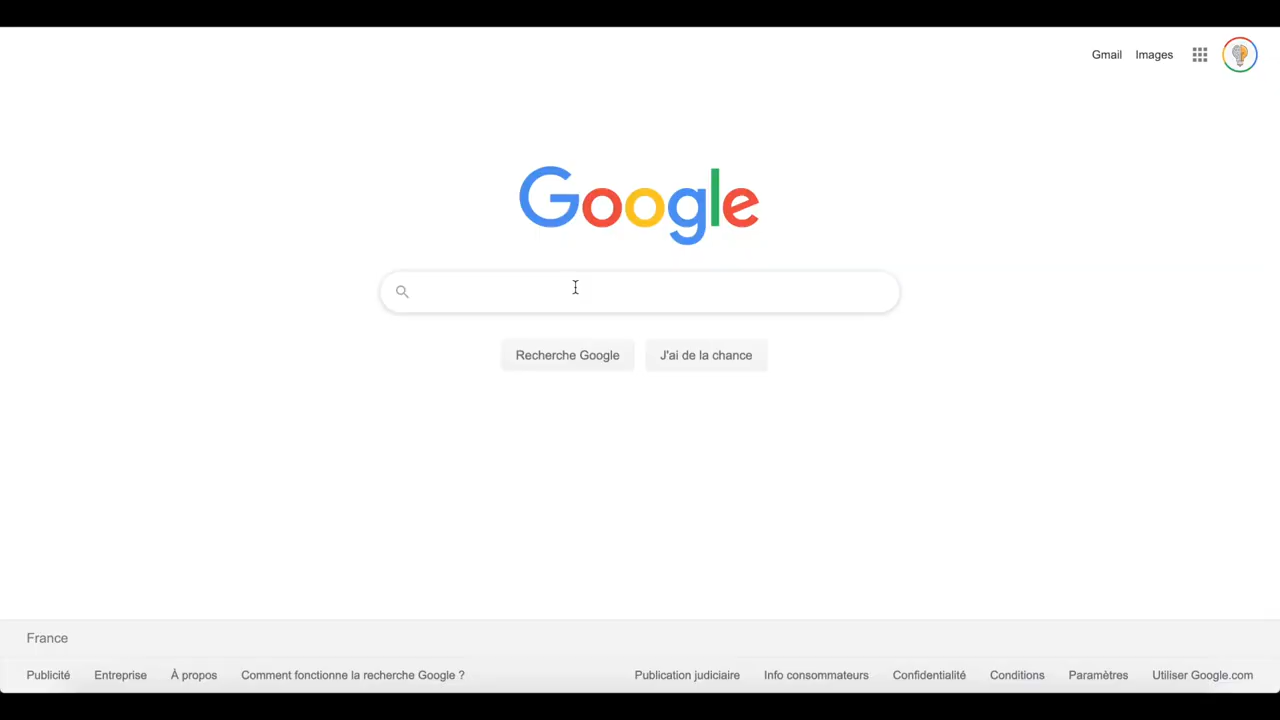 Gmail Images
Google
Recherche Google J'ai de la chance
France
Publicité Entreprise À propos Comment fonctionne la recherche Google ? Publication judiciaire Info consommateurs Confidentialité Conditions Paramètres Utiliser Google.com